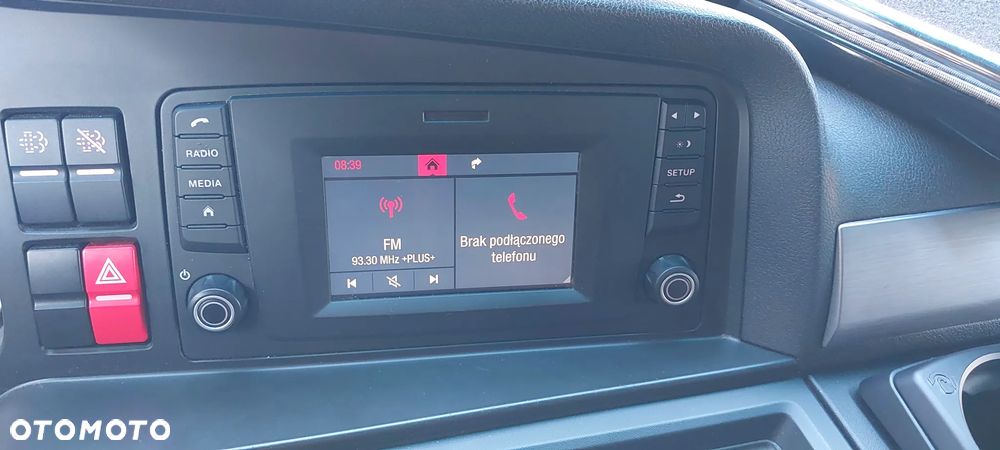 RADIO
MEDIA
08:39
FM
93.30 MHz +PLUS+
Brak podłączonego
telefonu
SETUP
OTOMOTO